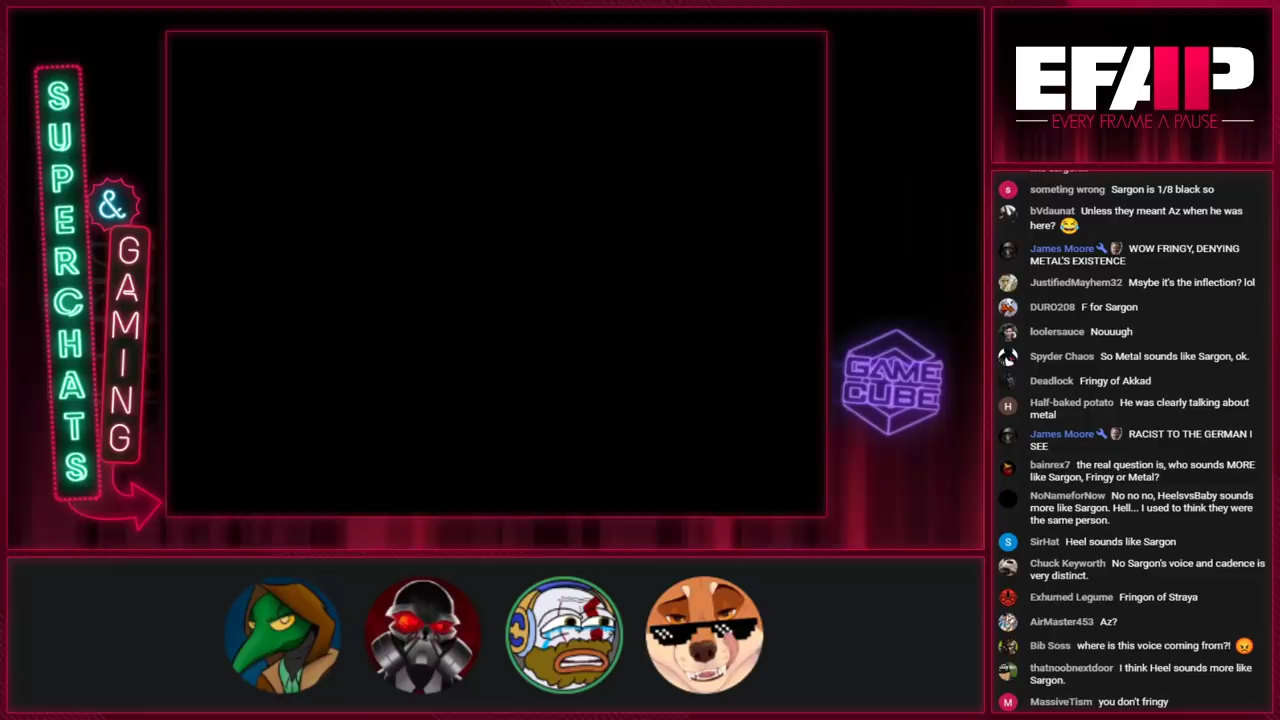 SUPERCHATS
&
GAMING
GAME
CUBE
EFAP
EVERY FRAME A PAUSE
someting wrong Sargon is 1/8 black so
bVdaunat Unless they meant Az when he was
here? 😂
James Moore WOW FRINGY, DENYING
METAL'S EXISTENCE
JustifiedMayhem32 Msybe it's the inflection? lol
DURO208 F for Sargon
loolersauce Nouuugh
Spyder Chaos So Metal sounds like Sargon, ok.
Deadlock Fringy of Akkad
Half-baked potato He was clearly talking about
metal
James Moore RACIST TO THE GERMAN I
SEE
bainrex7 the real question is, who sounds MORE
like Sargon, Fringy or Metal?
NoNameforNow No no no, HeelsvsBaby sounds
more like Sargon. Hell... I used to think they were
the same person.
SirHat Heel sounds like Sargon
Chuck Keyworth No Sargon's voice and cadence is
very distinct.
Exhumed Legume Fringon of Straya
AirMaster453 Az?
Bib Soss where is this voice coming from?! 😡
thatnoobnextdoor I think Heel sounds more like
Sargon.
MassiveTism you don't fringy